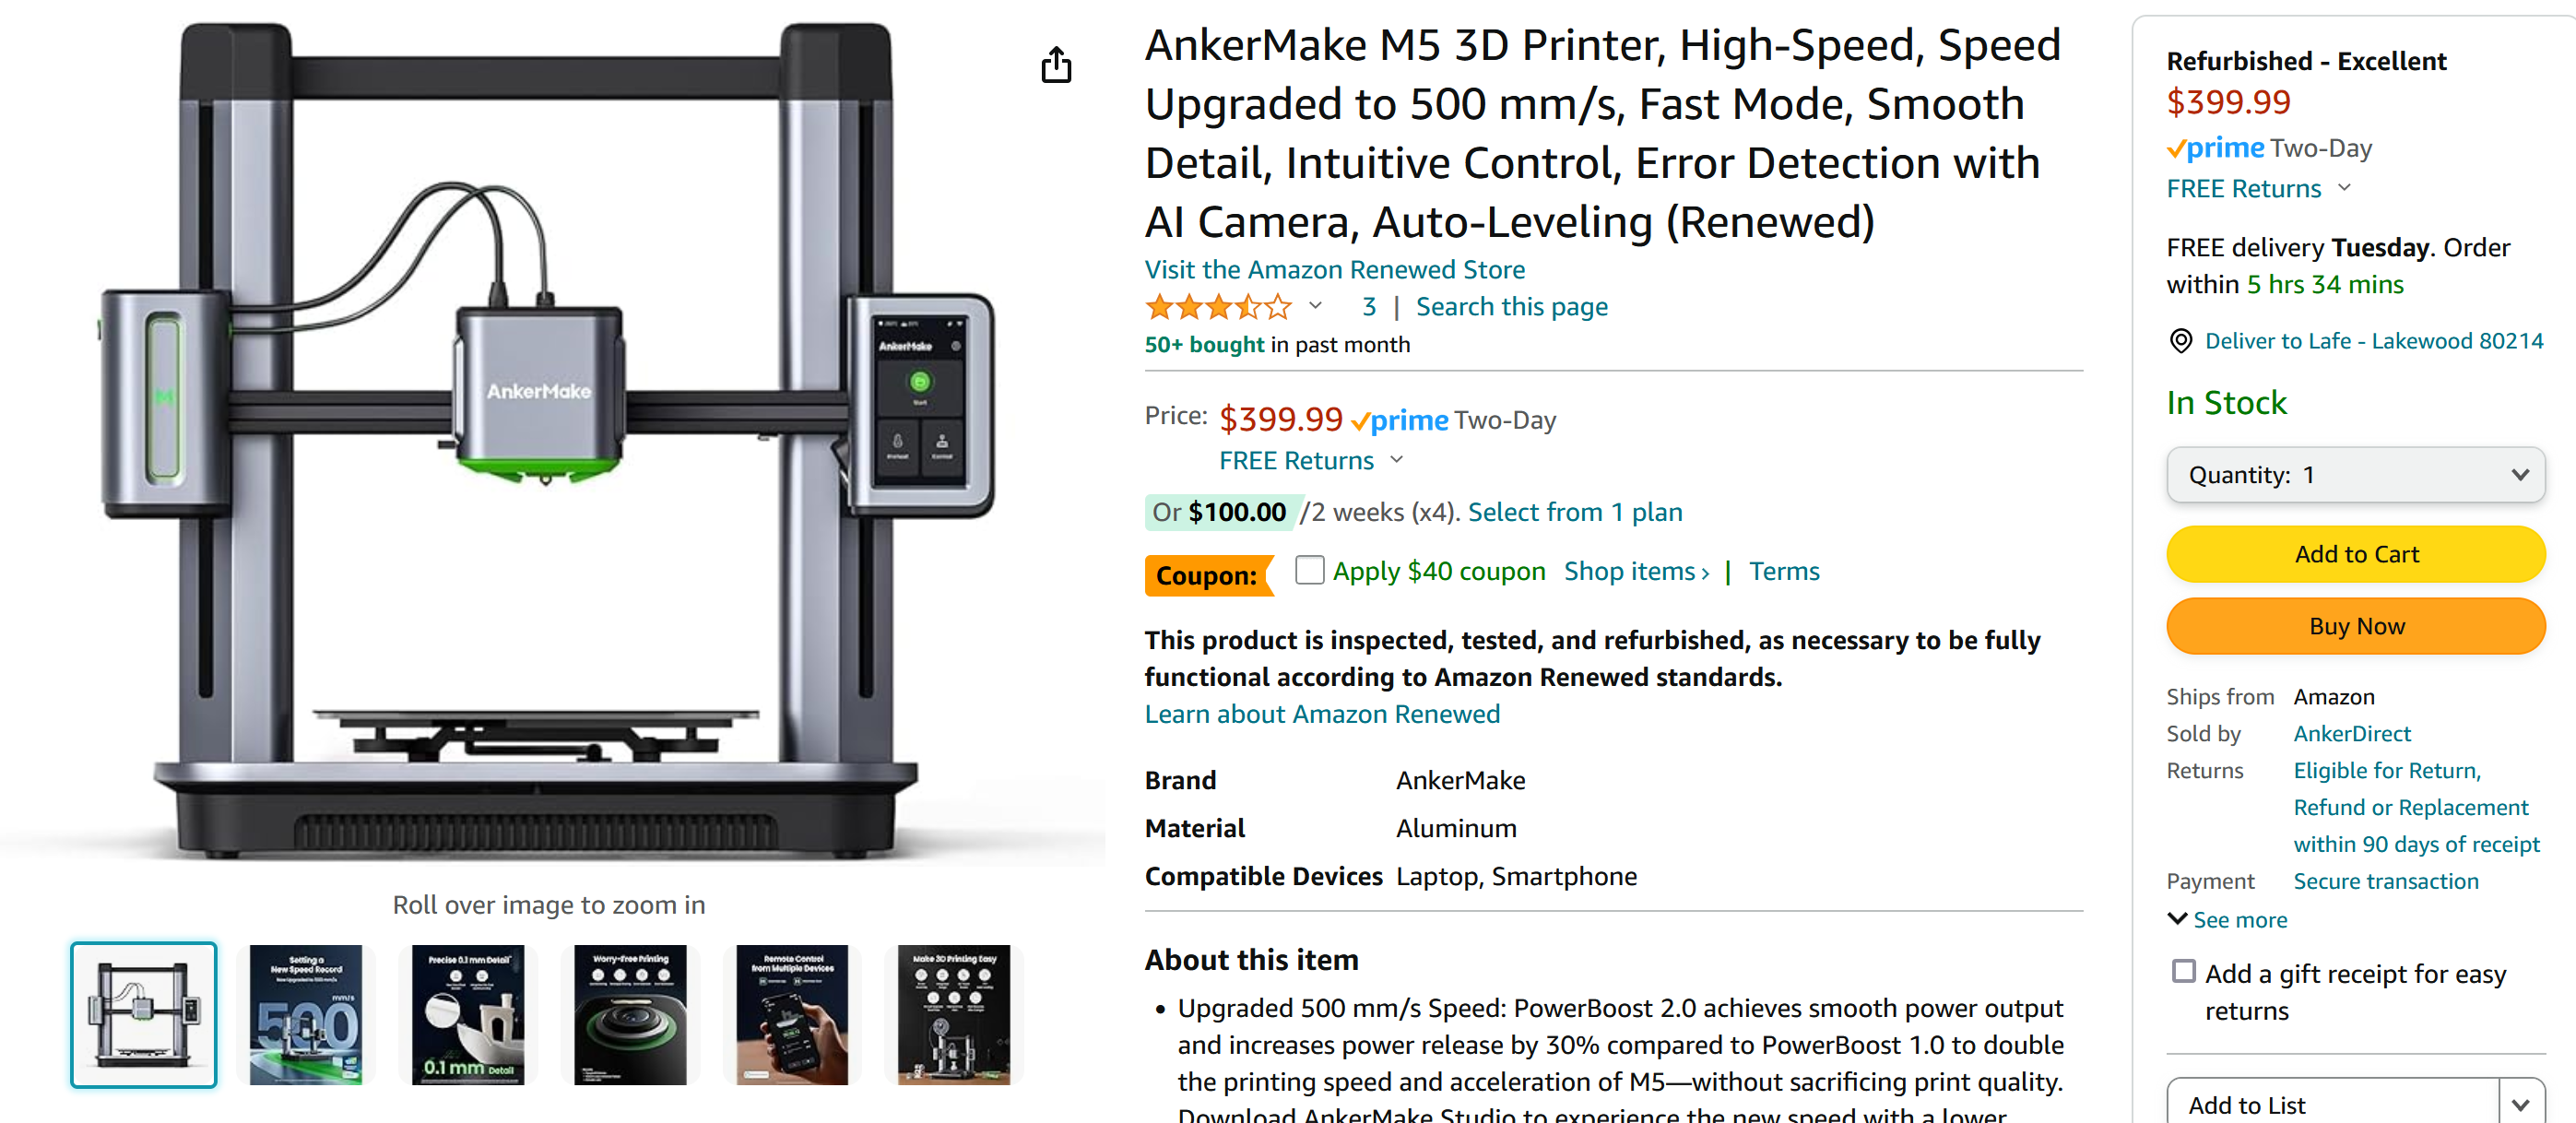 AnkerMake
AnkerMake
Start
Roll over image to zoom in
Setting a
New Speed Record
mm/s
500
Precise 0.1 mm Detail
0.1 mm Detail
Worry-Free Printing
Remote Control
from Multiple Devices
Make 3D Printing Easy
AnkerMake M5 3D Printer, High-Speed, Speed
Upgraded to 500 mm/s, Fast Mode, Smooth
Detail, Intuitive Control, Error Detection with
AI Camera, Auto-Leveling (Renewed)
Visit the Amazon Renewed Store
3 | Search this page
50+ bought in past month
Price: $399.99 prime Two-Day
FREE Returns
Or $100.00 /2 weeks (x4). Select from 1 plan
Coupon: Apply $40 coupon Shop items › | Terms
This product is inspected, tested, and refurbished, as necessary to be fully
functional according to Amazon Renewed standards.
Learn about Amazon Renewed
Brand AnkerMake
Material Aluminum
Compatible Devices Laptop, Smartphone
About this item
• Upgraded 500 mm/s Speed: PowerBoost 2.0 achieves smooth power output
and increases power release by 30% compared to PowerBoost 1.0 to double
the printing speed and acceleration of M5—without sacrificing print quality.
Download AnkerMake Studio to experience the new speed with a lower
Refurbished - Excellent
$399.99
prime Two-Day
FREE Returns
FREE delivery Tuesday. Order
within 5 hrs 34 mins
Deliver to Lafe - Lakewood 80214
In Stock
Quantity: 1
Add to Cart
Buy Now
Ships from Amazon
Sold by AnkerDirect
Returns Eligible for Return,
Refund or Replacement
within 90 days of receipt
Payment Secure transaction
See more
Add a gift receipt for easy
returns
Add to List